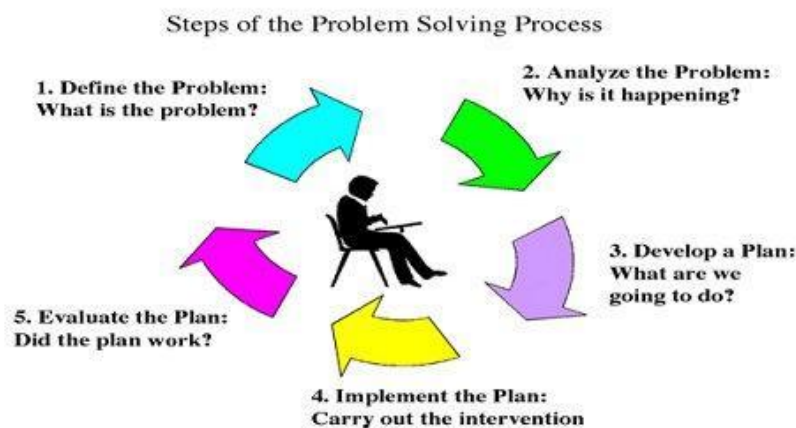 Steps of the Problem Solving Process
1. Define the Problem:
What is the problem?
2. Analyze the Problem:
Why is it happening?
3. Develop a Plan:
What are we
going to do?
4. Implement the Plan:
Carry out the intervention
5. Evaluate the Plan:
Did the plan work?